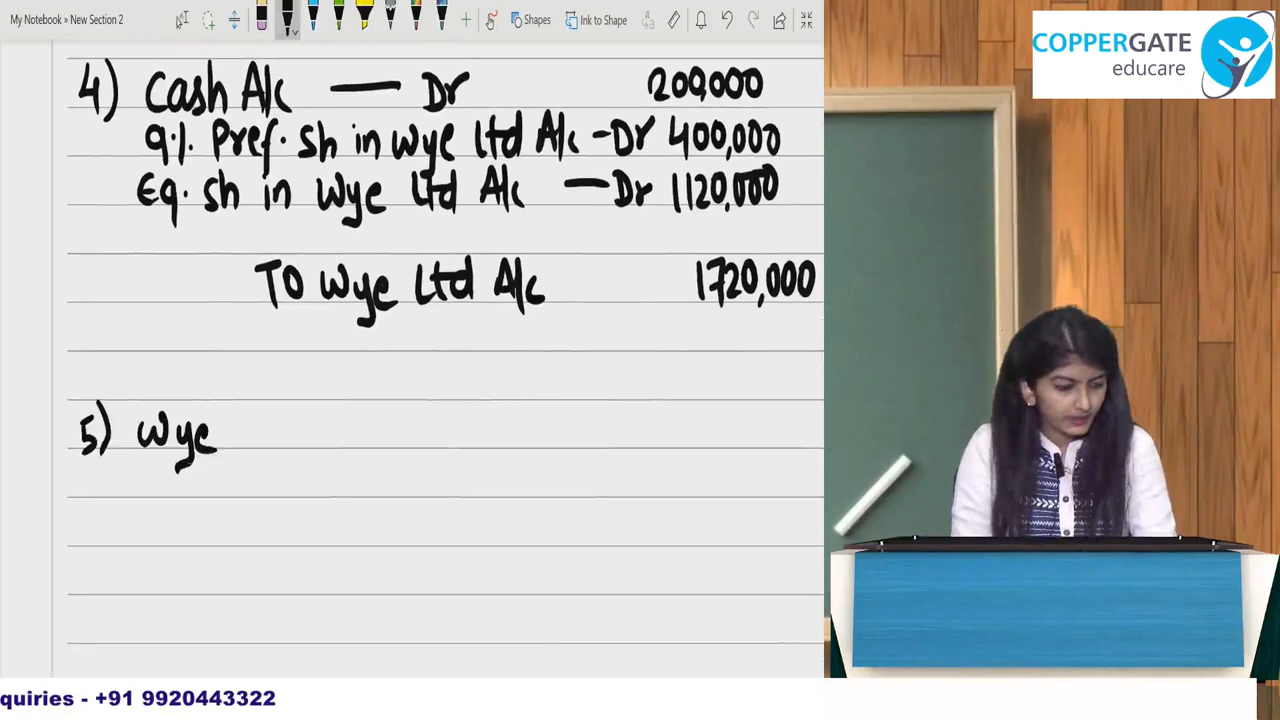 My Notebook » New Section 2
Shapes
Ink to Shape
COPPERGATE
educare
4) Cash A/c — Dr 200000
9%. Pref. sh in Wye Ltd A/c - Dr 400,000
Eq. sh in Wye Ltd A/c — Dr 1120,000
TO Wye Ltd A/c 1720,000
5) Wye
quiries - +91 9920443322